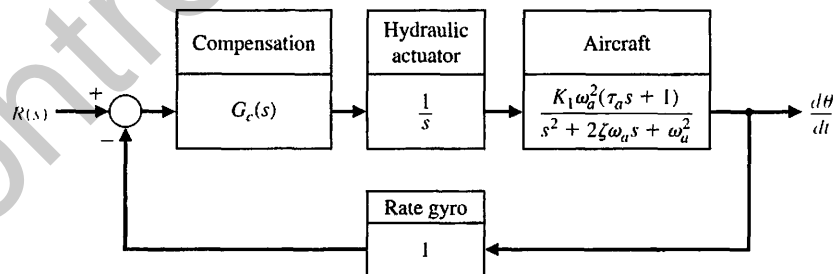 Compensation
G_c(s)
Hydraulic
actuator
1/s
Aircraft
K_1ω_a^2(τ_a s + 1)
s^2 + 2ζω_a s + ω_a^2
R(s)
+
−
dθ/dt
Rate gyro
1
ontro